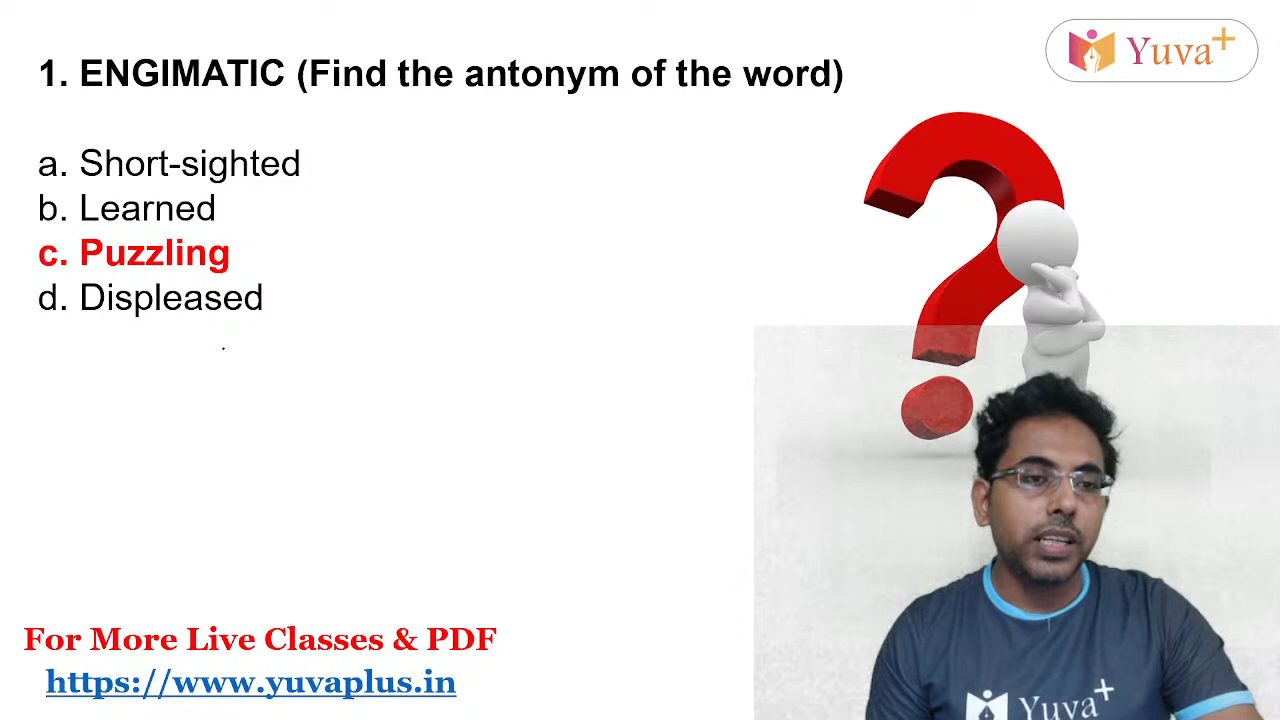 Yuva+
1. ENGIMATIC (Find the antonym of the word)
a. Short-sighted
b. Learned
c. Puzzling
d. Displeased
For More Live Classes & PDF
https://www.yuvaplus.in
Yuva+